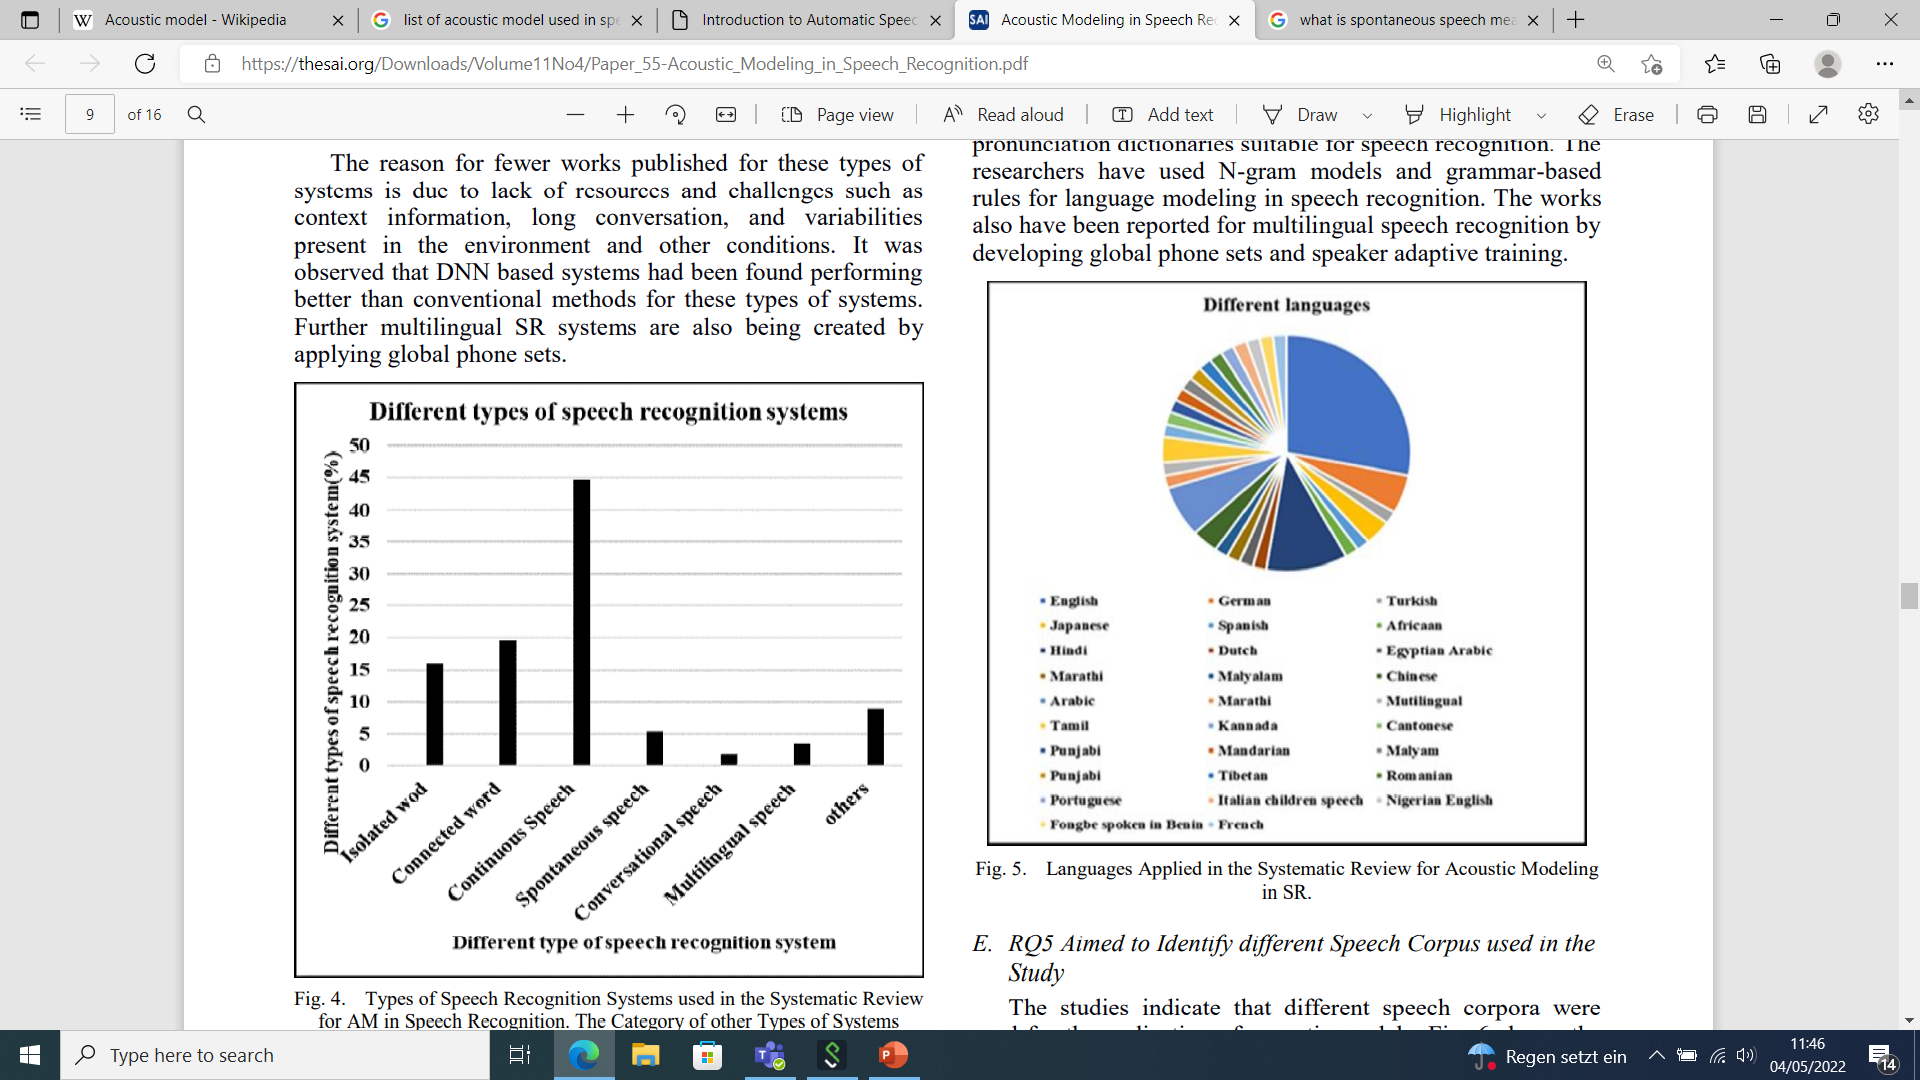 Acoustic model - Wikipedia
list of acoustic model used in spe
Introduction to Automatic Speec
Acoustic Modeling in Speech Rec
what is spontaneous speech mea
https://thesai.org/Downloads/Volume11No4/Paper_55-Acoustic_Modeling_in_Speech_Recognition.pdf
9 of 16
Page view
Read aloud
Add text
Draw
Highlight
Erase
The reason for fewer works published for these types of
systems is due to lack of resources and challenges such as
context information, long conversation, and variabilities
present in the environment and other conditions. It was
observed that DNN based systems had been found performing
better than conventional methods for these types of systems.
Further multilingual SR systems are also being created by
applying global phone sets.
Different types of speech recognition systems
Different types of speech recognition system(%)
50
45
40
35
30
25
20
15
10
5
0
Isolated wod
Connected word
Continuous Speech
Spontaneous speech
Conversational speech
Multilingual speech
others
Different type of speech recognition system
Fig. 4. Types of Speech Recognition Systems used in the Systematic Review
for AM in Speech Recognition. The Category of other Types of Systems
pronunciation dictionaries suitable for speech recognition. The
researchers have used N-gram models and grammar-based
rules for language modeling in speech recognition. The works
also have been reported for multilingual speech recognition by
developing global phone sets and speaker adaptive training.
Different languages
English German Turkish
Japanese Spanish Africaan
Hindi Dutch Egyptian Arabic
Marathi Malyalam Chinese
Arabic Marathi Mutilingual
Tamil Kannada Cantonese
Punjabi Mandarian Malyam
Punjabi Tibetan Romanian
Portuguese Italian children speech Nigerian English
Fongbe spoken in Benin French
Fig. 5. Languages Applied in the Systematic Review for Acoustic Modeling
in SR.
E. RQ5 Aimed to Identify different Speech Corpus used in the
Study
The studies indicate that different speech corpora were
Type here to search
Regen setzt ein
11:46
04/05/2022
14